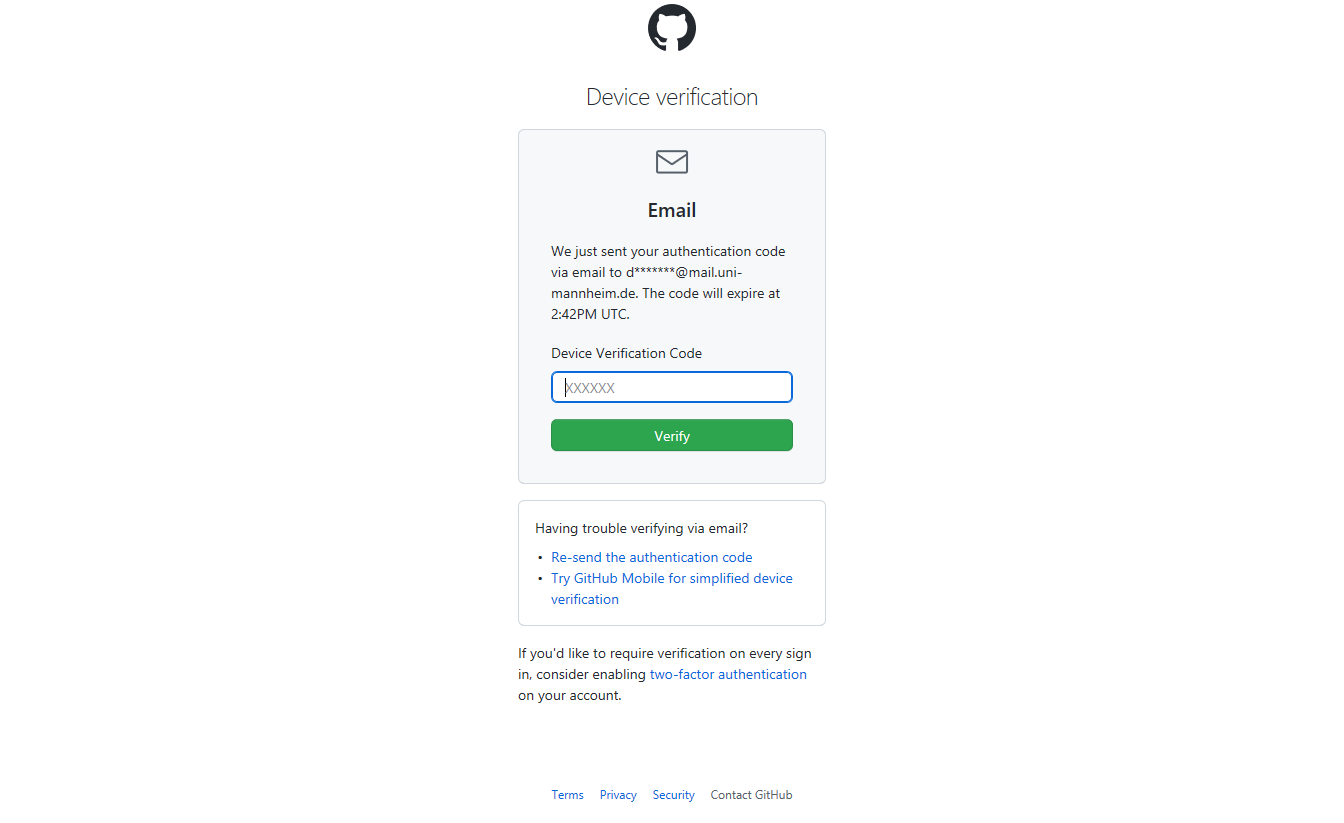 Device verification
Email
We just sent your authentication code
via email to d*******@mail.uni-
mannheim.de. The code will expire at
2:42PM UTC.
Device Verification Code
XXXXXX
Verify
Having trouble verifying via email?
• Re-send the authentication code
• Try GitHub Mobile for simplified device
verification
If you'd like to require verification on every sign
in, consider enabling two-factor authentication
on your account.
Terms Privacy Security Contact GitHub